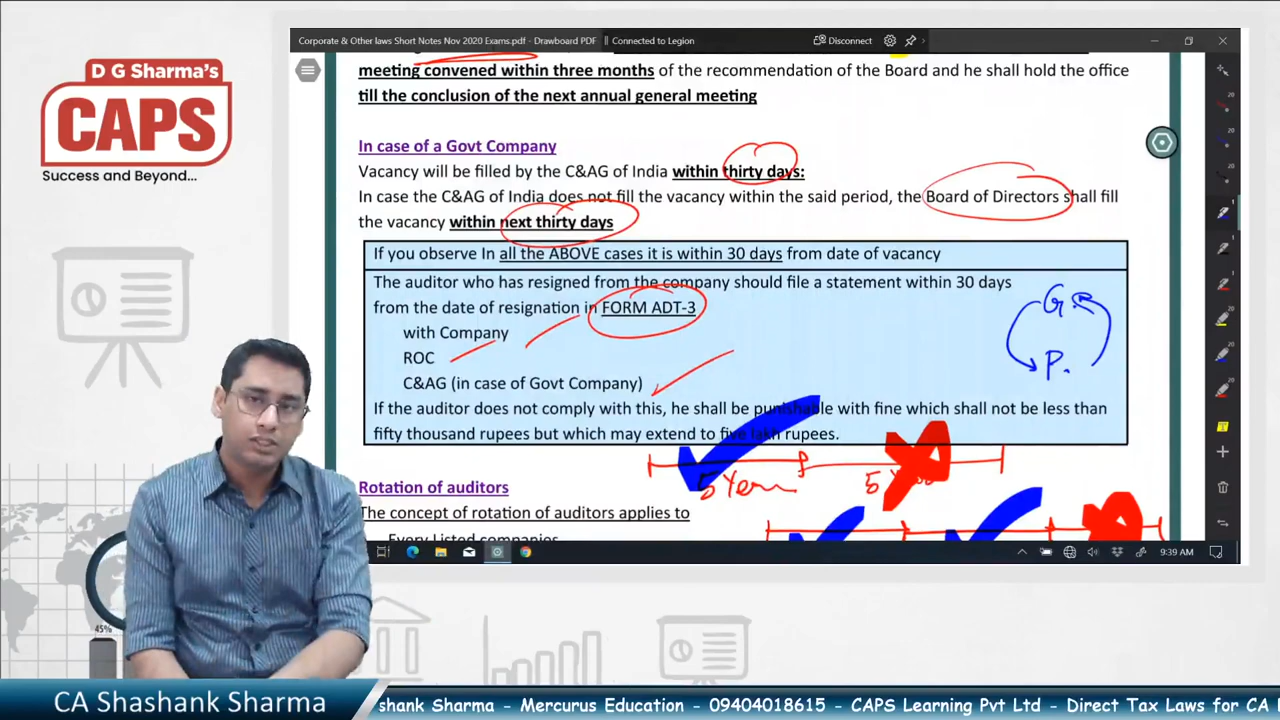 D G Sharma's
CAPS
Success and Beyond...
Corporate & Other laws Short Notes Nov 2020 Exams.pdf - Drawboard PDF
Connected to Legion
Disconnect
meeting convened within three months of the recommendation of the Board and he shall hold the office
till the conclusion of the next annual general meeting
In case of a Govt Company
Vacancy will be filled by the C&AG of India within thirty days:
In case the C&AG of India does not fill the vacancy within the said period, the Board of Directors shall fill
the vacancy within next thirty days
If you observe In all the ABOVE cases it is within 30 days from date of vacancy
The auditor who has resigned from the company should file a statement within 30 days
from the date of resignation in FORM ADT-3
with Company
ROC
C&AG (in case of Govt Company)
G
P.
If the auditor does not comply with this, he shall be punishable with fine which shall not be less than
fifty thousand rupees but which may extend to five lakh rupees.
5 Year
5
Rotation of auditors
The concept of rotation of auditors applies to
Every Listed companies
9:39 AM
45%
CA Shashank Sharma
shank Sharma - Mercurus Education - 09404018615 - CAPS Learning Pvt Ltd - Direct Tax Laws for CA I